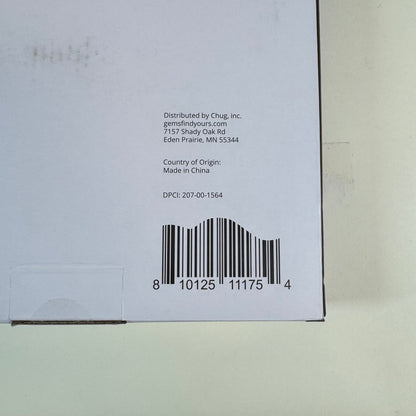 Distributed by Chug, inc.
gemsfindyours.com
7157 Shady Oak Rd
Eden Prairie, MN 55344
Country of Origin:
Made in China
DPCI: 207-00-1564
8 10125 11175 4